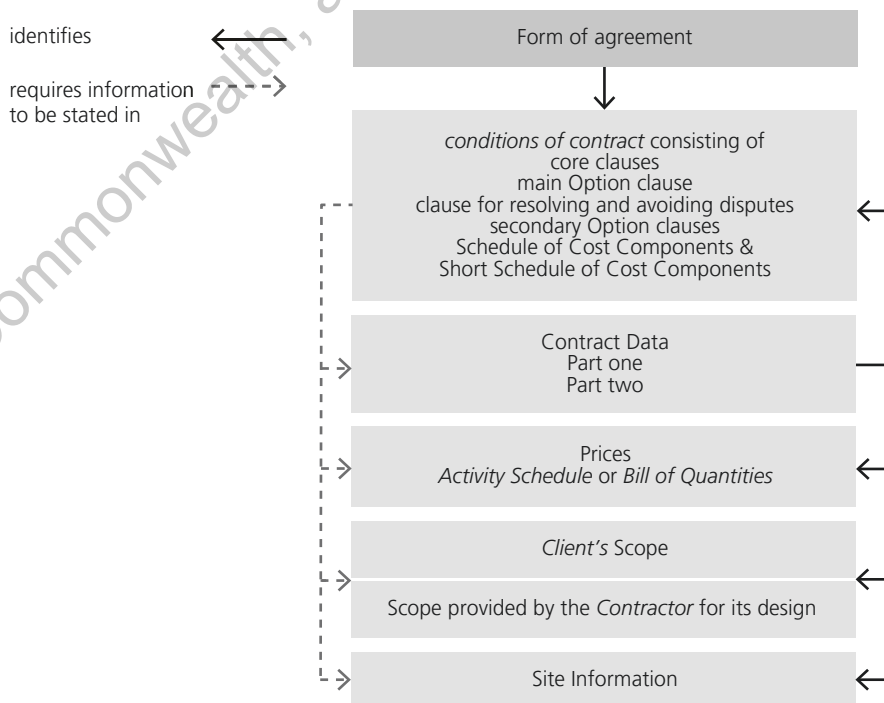 identifies
requires information
to be stated in
Form of agreement
conditions of contract consisting of
core clauses
main Option clause
clause for resolving and avoiding disputes
secondary Option clauses
Schedule of Cost Components &
Short Schedule of Cost Components
Contract Data
Part one
Part two
Prices
Activity Schedule or Bill of Quantities
Client's Scope
Scope provided by the Contractor for its design
Site Information
ommonwealth,